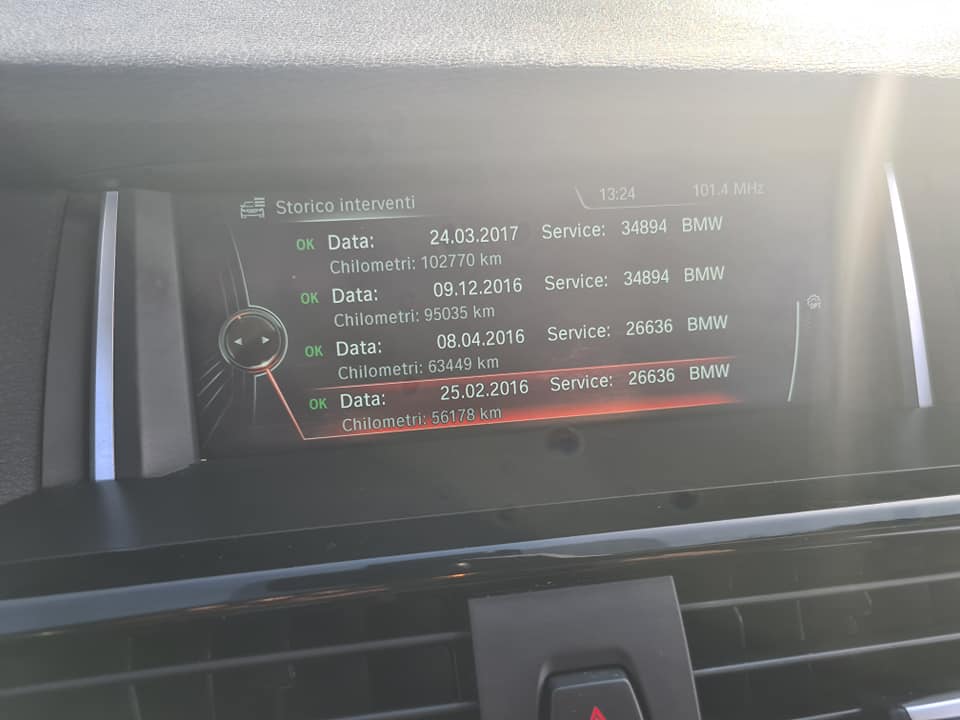 Storico interventi 13:24 101.4 MHz
OK Data: 24.03.2017 Service: 34894 BMW
Chilometri: 102770 km
OK Data: 09.12.2016 Service: 34894 BMW
Chilometri: 95035 km
OK Data: 08.04.2016 Service: 26636 BMW
Chilometri: 63449 km
OK Data: 25.02.2016 Service: 26636 BMW
Chilometri: 56178 km